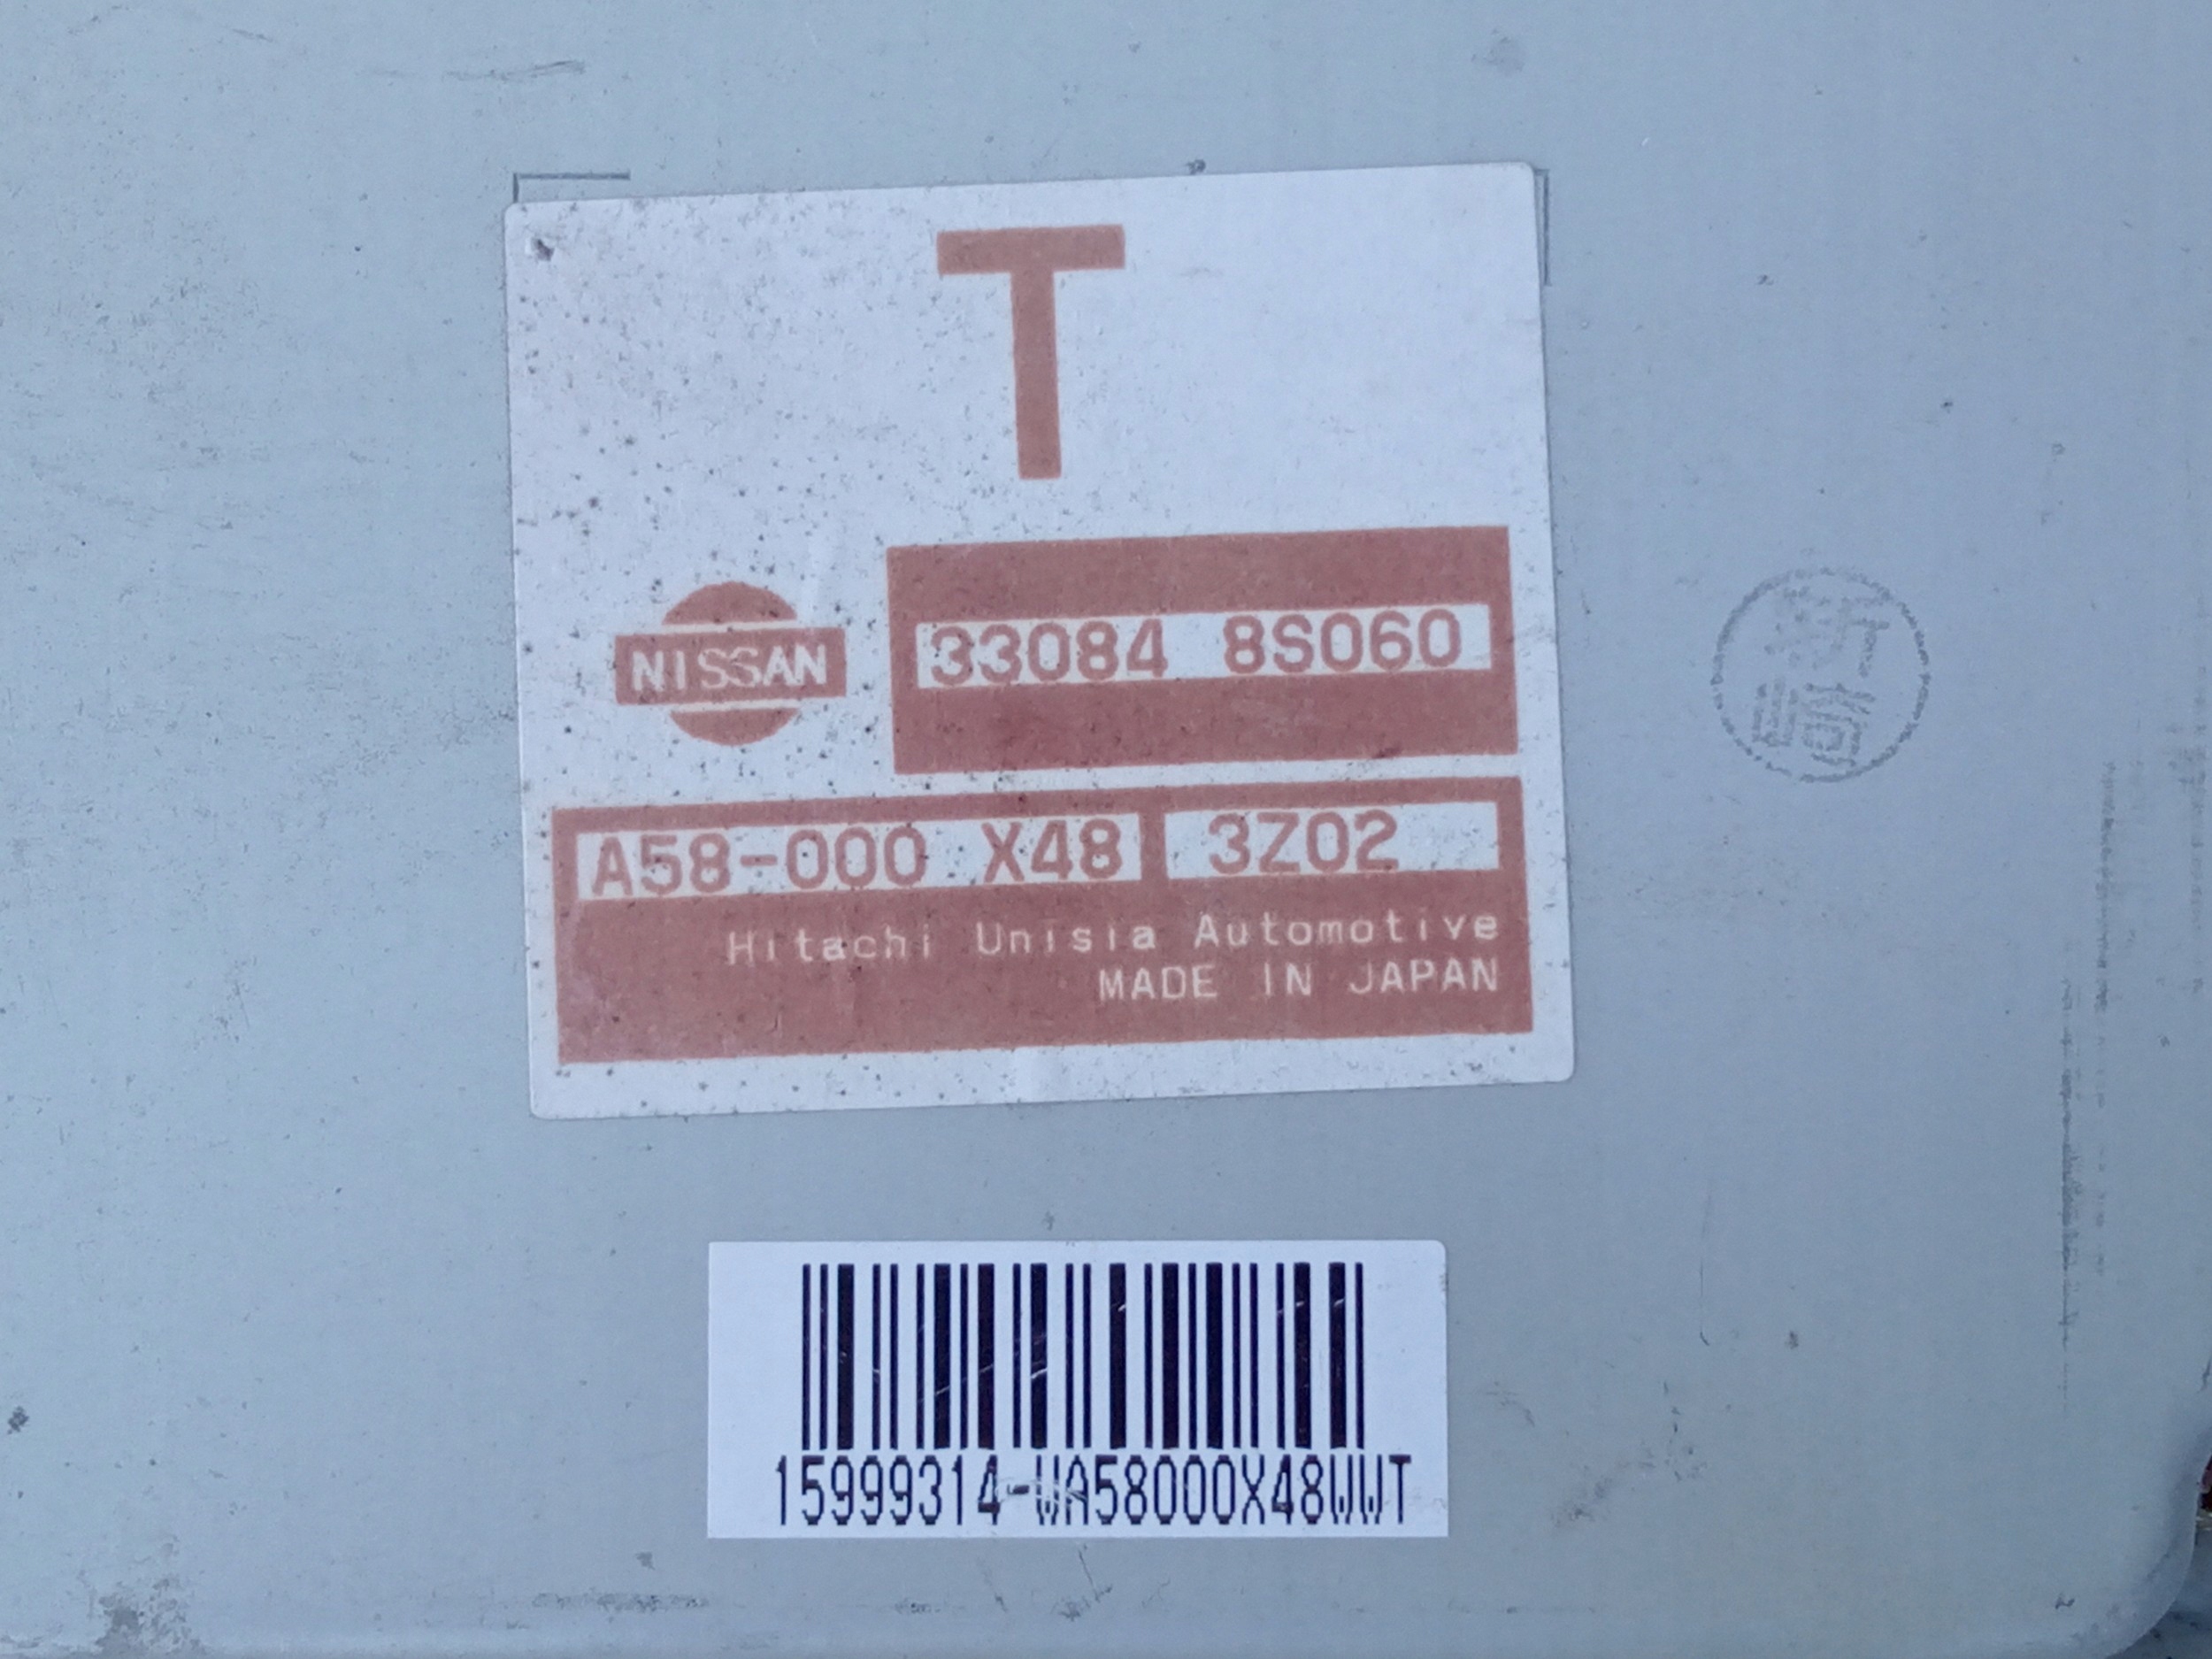 T
NISSAN
33084 8S060
A58-000 X48 3Z02
Hitachi Unisia Automotive
MADE IN JAPAN
15999314-WA58000X48WWT